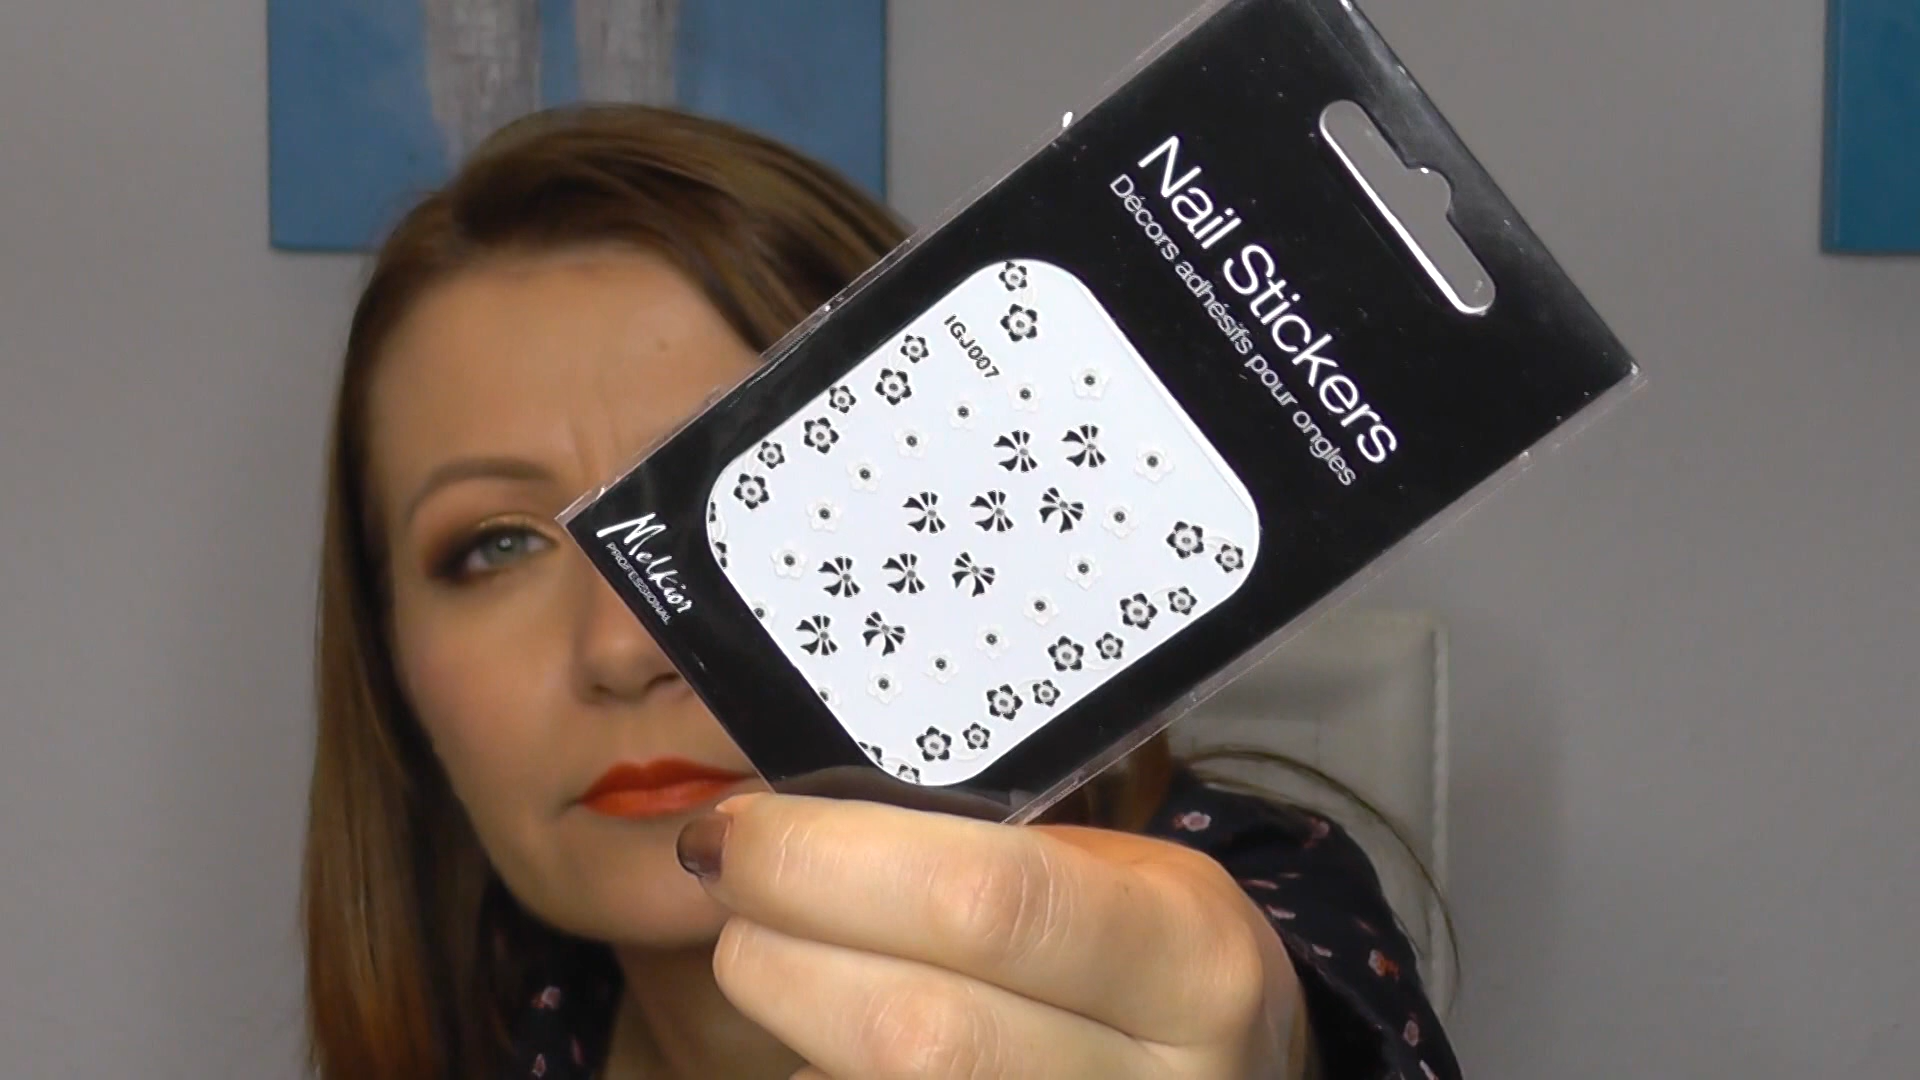 Nail Stickers
Décors adhésifs pour ongles
IGJ007
Melkior
PROFESSIONAL